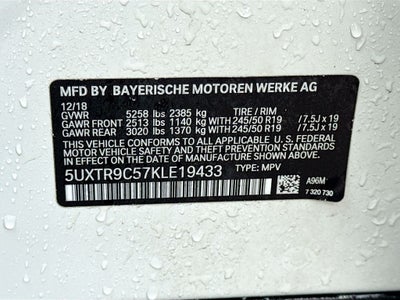 MFD BY BAYERISCHE MOTOREN WERKE AG
12/18 TIRE / RIM
GVWR 5258 lbs 2385 kg
GAWR FRONT 2513 lbs 1140 kg WITH 245/50 R19 /7.5J x 19
GAWR REAR 3020 lbs 1370 kg WITH 245/50 R19 /7.5J x 19
THIS VEHICLE CONFORMS TO ALL APPLICABLE U. S. FEDERAL
MOTOR VEHICLE SAFETY STANDARDS IN EFFECT ON THE
DATE OF MANUFACTURE SHOWN ABOVE.
5UXTR9C57KLE19433 TYPE: MPV
A96M
7 320 730